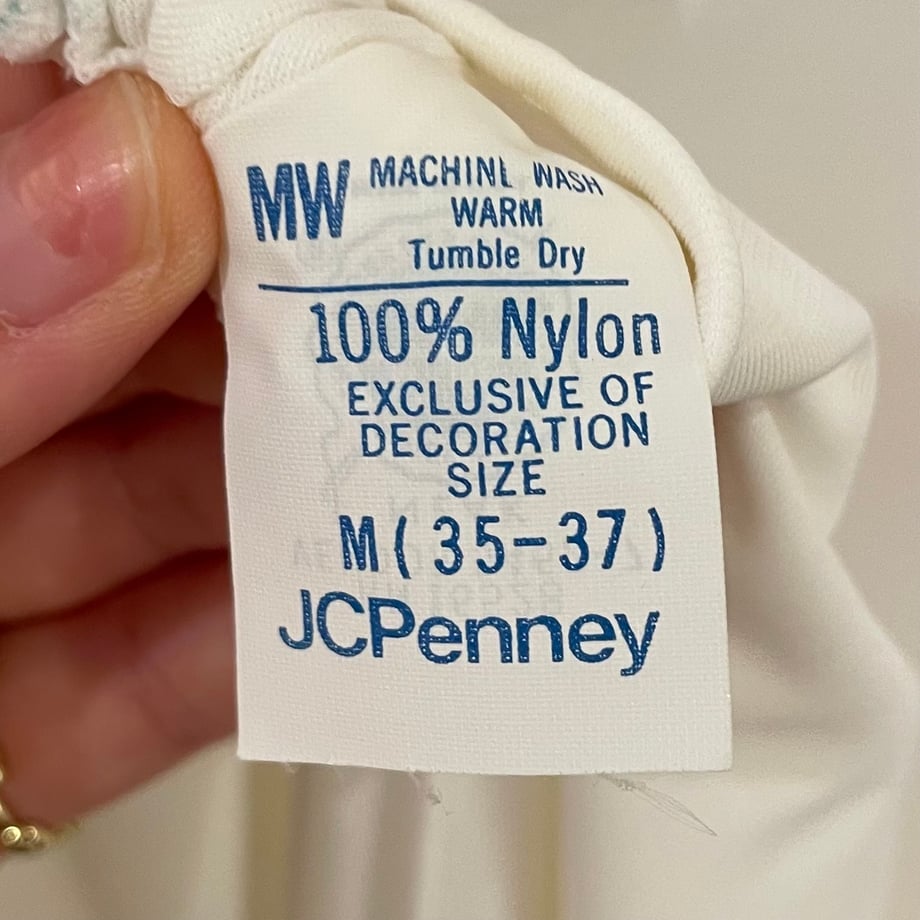 MW MACHINE WASH
WARM
Tumble Dry
100% Nylon
EXCLUSIVE OF
DECORATION
SIZE
M(35-37)
JCPenney